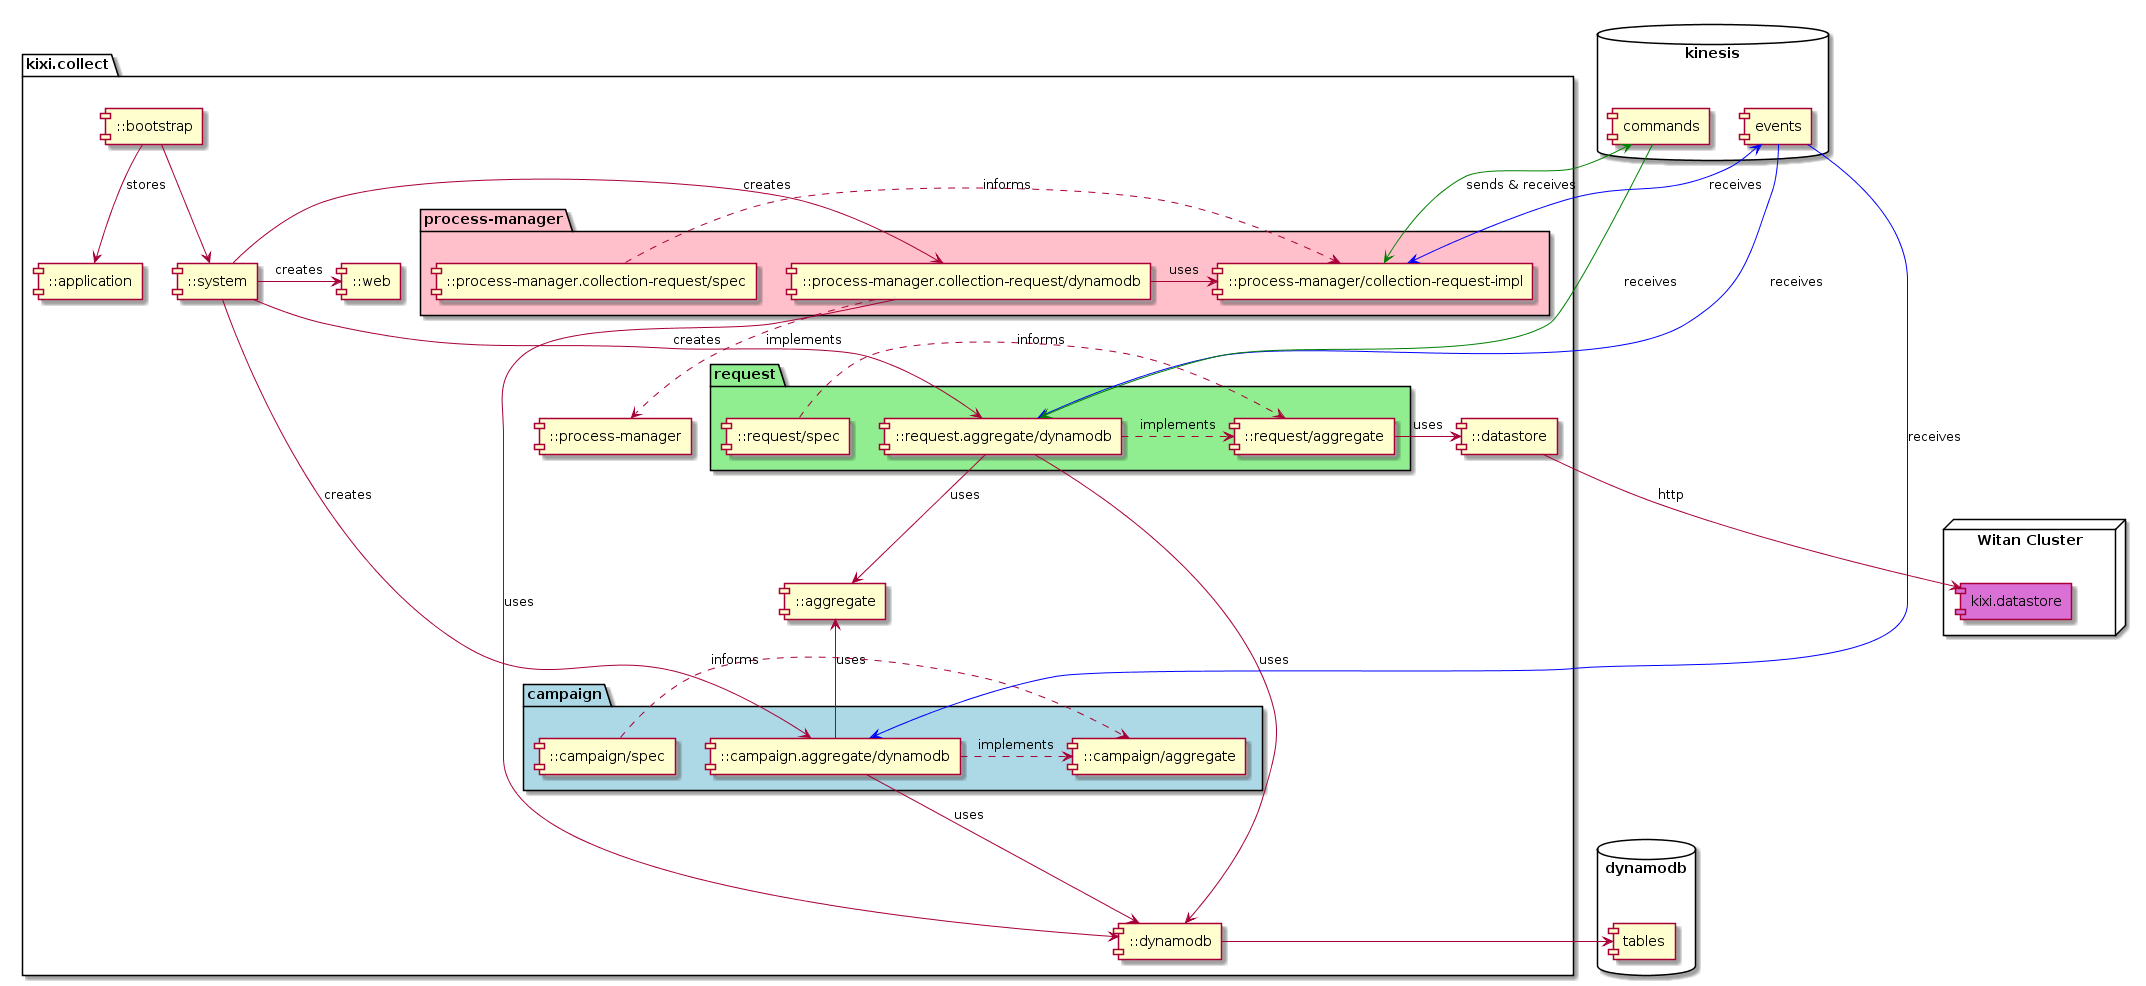 kinesis
kixi.collect
::bootstrap
commands
events
stores
creates
informs
sends & receives
receives
process-manager
::application
::system
creates
::web
::process-manager.collection-request/spec
::process-manager.collection-request/dynamodb
uses
::process-manager/collection-request-impl
receives
receives
creates
implements
informs
request
::process-manager
::request/spec
::request.aggregate/dynamodb
implements
::request/aggregate
uses
::datastore
receives
creates
uses
http
Witan Cluster
uses
::aggregate
kixi.datastore
informs
uses
uses
campaign
::campaign/spec
::campaign.aggregate/dynamodb
implements
::campaign/aggregate
uses
dynamodb
::dynamodb
tables